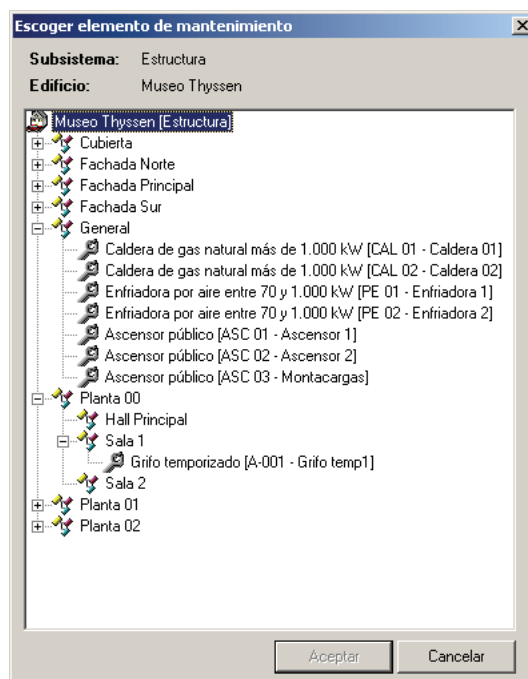 Escoger elemento de mantenimiento
Subsistema: Estructura
Edificio: Museo Thyssen
Museo Thyssen [Estructura]
Cubierta
Fachada Norte
Fachada Principal
Fachada Sur
General
Caldera de gas natural más de 1.000 kW [CAL 01 - Caldera 01]
Caldera de gas natural más de 1.000 kW [CAL 02 - Caldera 02]
Enfriadora por aire entre 70 y 1.000 kW [PE 01 - Enfriadora 1]
Enfriadora por aire entre 70 y 1.000 kW [PE 02 - Enfriadora 2]
Ascensor público [ASC 01 - Ascensor 1]
Ascensor público [ASC 02 - Ascensor 2]
Ascensor público [ASC 03 - Montacargas]
Planta 00
Hall Principal
Sala 1
Grifo temporizado [A-001 - Grifo temp1]
Sala 2
Planta 01
Planta 02
Aceptar Cancelar